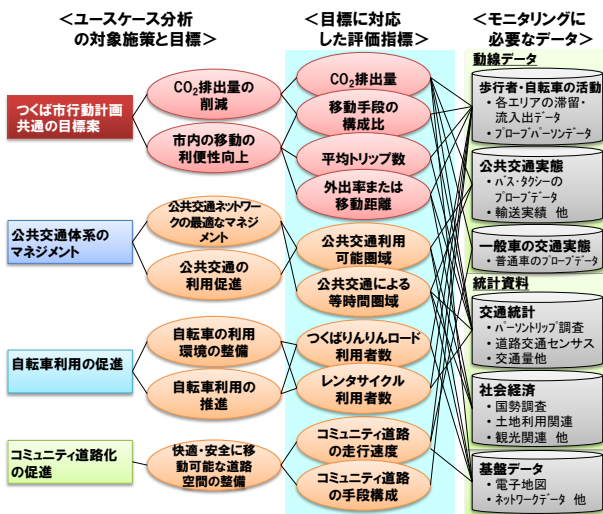 ＜ユースケース分析
の対象施策と目標＞
＜目標に対応
した評価指標＞
＜モニタリングに
必要なデータ＞
つくば市行動計画
共通の目標案
公共交通体系の
マネジメント
自転車利用の促進
コミュニティ道路化
の促進
CO₂排出量の
削減
市内の移動の
利便性向上
公共交通ネットワー
クの最適なマネジ
メント
公共交通の
利用促進
自転車の利用
環境の整備
自転車利用の
推進
快適・安全に移
動可能な道路
空間の整備
CO₂排出量
移動手段の
構成比
平均トリップ数
外出率または
移動距離
公共交通利用
可能圏域
公共交通による
等時間圏域
つくばりんりんロード
利用者数
レンタサイクル
利用者数
コミュニティ道路
の走行速度
コミュニティ道路
の手段構成
動線データ
歩行者・自転車の活動
・各エリアの滞留・
流入出データ
・プローブパーソンデータ
公共交通実態
・バス・タクシーの
プローブデータ
・輸送実績 他
一般車の交通実態
・普通車のプローブデータ
統計資料
交通統計
・パーソントリップ調査
・道路交通センサス
・交通量他
社会経済
・国勢調査
・土地利用関連
・観光関連 他
基盤データ
・電子地図
・ネットワークデータ 他